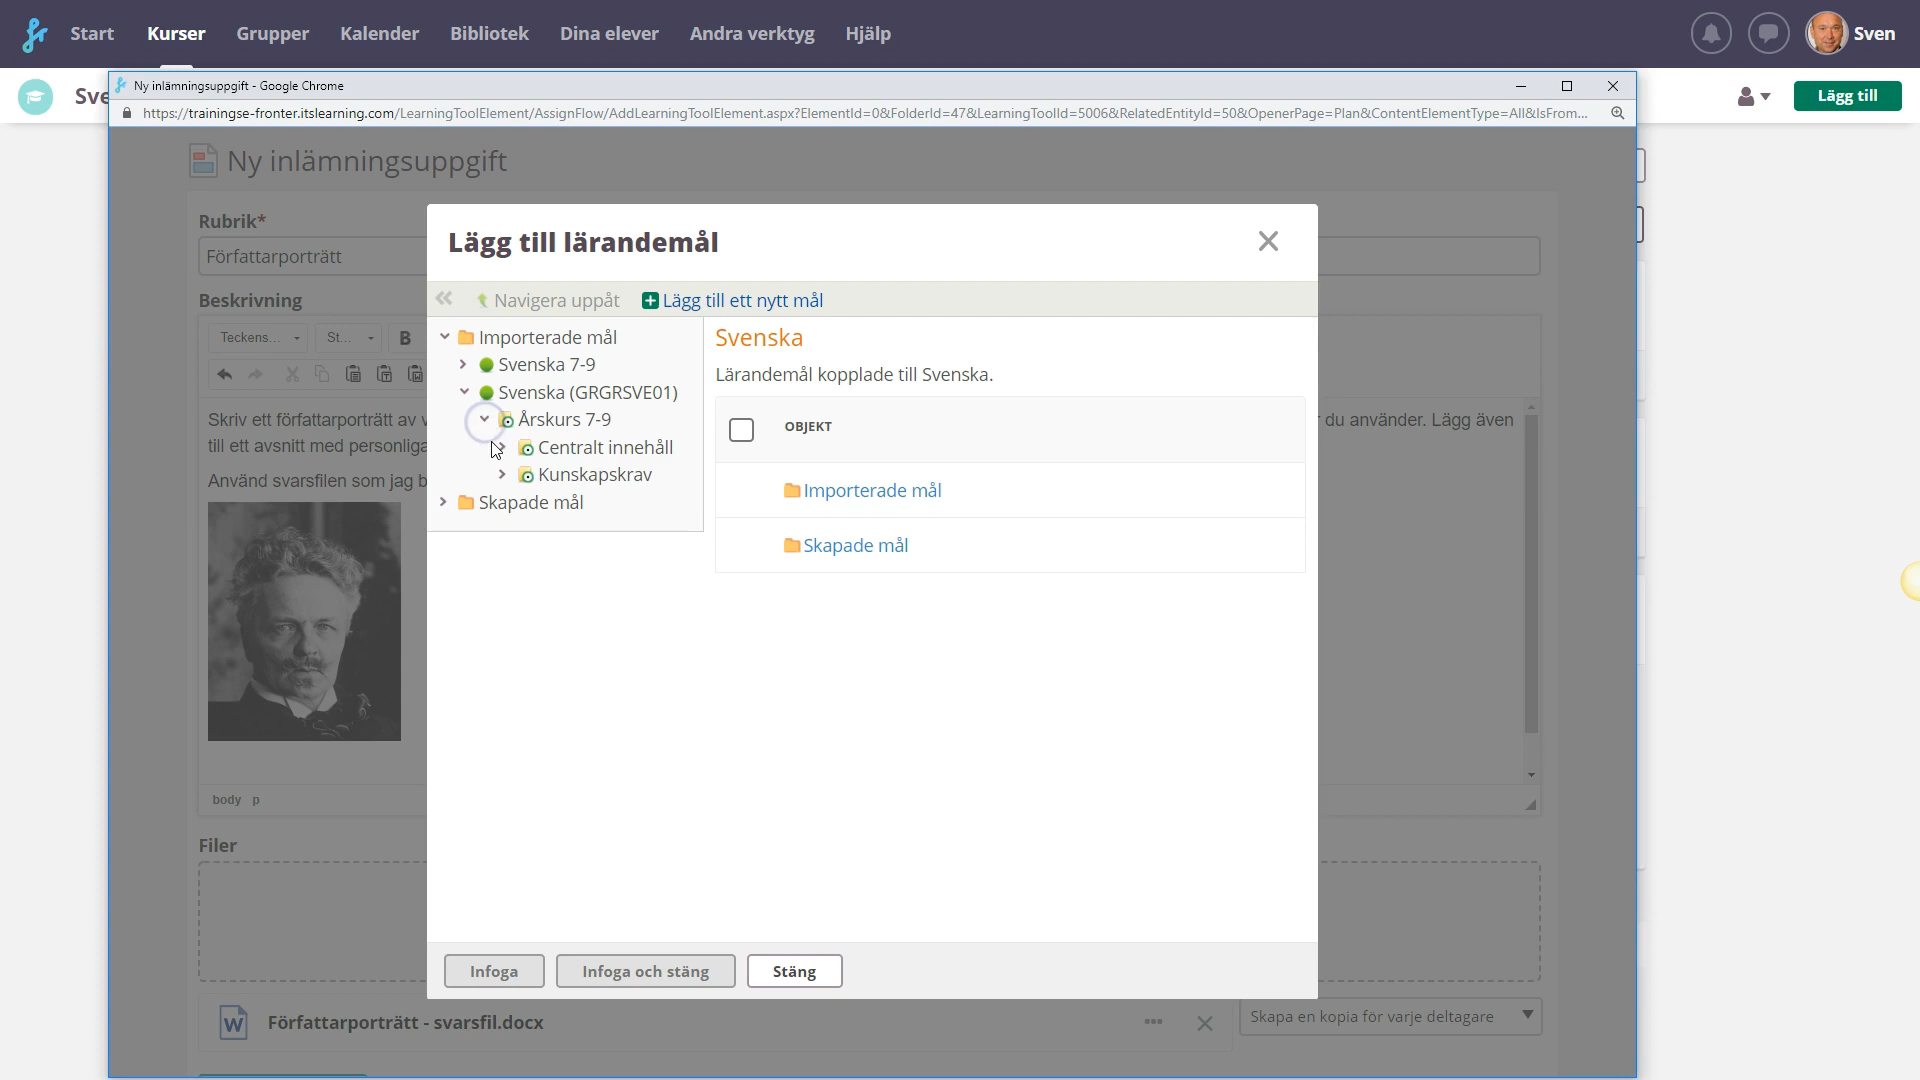 Start Kurser Grupper Kalender Bibliotek Dina elever Andra verktyg Hjälp Sven
Sve
Lägg till
Ny inlämningsuppgift - Google Chrome
https://trainingse-fronter.itslearning.com/LearningToolElement/AssignFlow/AddLearningToolElement.aspx?ElementId=0&FolderId=47&LearningToolId=5006&RelatedEntityId=50&OpenerPage=Plan&ContentElementType=All&IsFrom...
Ny inlämningsuppgift
Rubrik*
Författarporträtt
Beskrivning
Teckens... St... B
Skriv ett författarporträtt av v
du använder. Lägg även
till ett avsnitt med personliga
Använd svarsfilen som jag b
body p
Filer
W Författarporträtt - svarsfil.docx
Skapa en kopia för varje deltagare
Lägg till lärandemål
Navigera uppåt Lägg till ett nytt mål
Importerade mål
Svenska 7-9
Svenska (GRGRSVE01)
Årskurs 7-9
Centralt innehåll
Kunskapskrav
Skapade mål
Svenska
Lärandemål kopplade till Svenska.
OBJEKT
Importerade mål
Skapade mål
Infoga Infoga och stäng Stäng